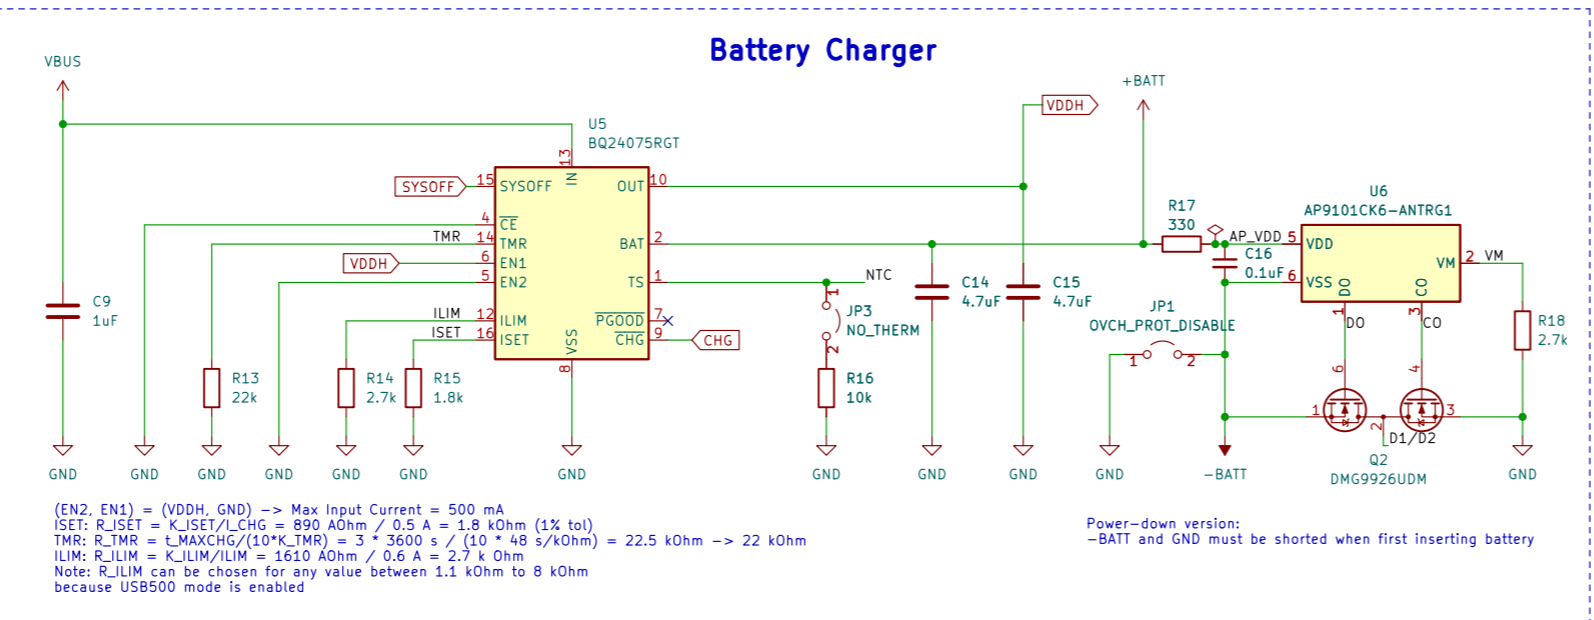 Battery Charger
VBUS
+BATT
VDDH
U5
BQ24075RGT
13
IN
SYSOFF
15
SYSOFF
OUT
10
U6
AP9101CK6-ANTRG1
R17
330
4
CE
TMR
14
TMR
BAT
2
AP_VDD
5
VDD
VDDH
6
EN1
C16
0.1uF
VM
2
VM
5
EN2
TS
1
NTC
6
VSS
DO
CO
C9
1uF
C14
4.7uF
C15
4.7uF
1
JP3
NO_THERM
2
JP1
OVCH_PROT_DISABLE
1
2
ILIM
12
ILIM
PGOOD
7
1
DO
3
CO
R18
2.7k
ISET
16
ISET
CHG
9
CHG
VSS
8
R13
22k
R14
2.7k
R15
1.8k
R16
10k
6
4
1
2
3
D1/D2
Q2
DMG9926UDM
GND
GND
GND
GND
GND
GND
GND
GND
GND
GND
GND
-BATT
GND
(EN2, EN1) = (VDDH, GND) -> Max Input Current = 500 mA
ISET: R_ISET = K_ISET/I_CHG = 890 AOhm / 0.5 A = 1.8 kOhm (1% tol)
TMR: R_TMR = t_MAXCHG/(10*K_TMR) = 3 * 3600 s / (10 * 48 s/kOhm) = 22.5 kOhm -> 22 kOhm
ILIM: R_ILIM = K_ILIM/ILIM = 1610 AOhm / 0.6 A = 2.7 k Ohm
Note: R_ILIM can be chosen for any value between 1.1 kOhm to 8 kOhm
because USB500 mode is enabled
Power-down version:
-BATT and GND must be shorted when first inserting battery